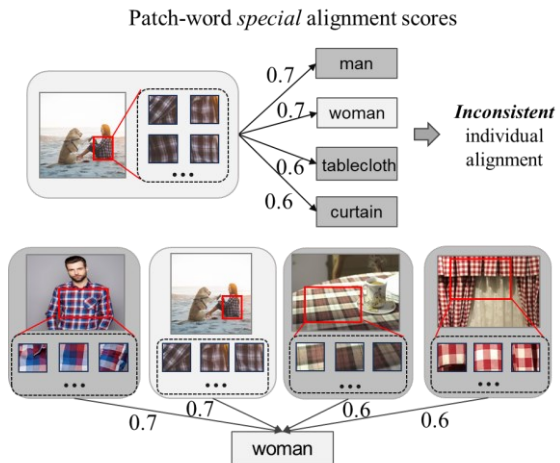 Patch-word special alignment scores
0.7
man
0.7
woman
Inconsistent
individual
alignment
0.6
tablecloth
0.6
curtain
0.7
0.7
0.6
0.6
woman